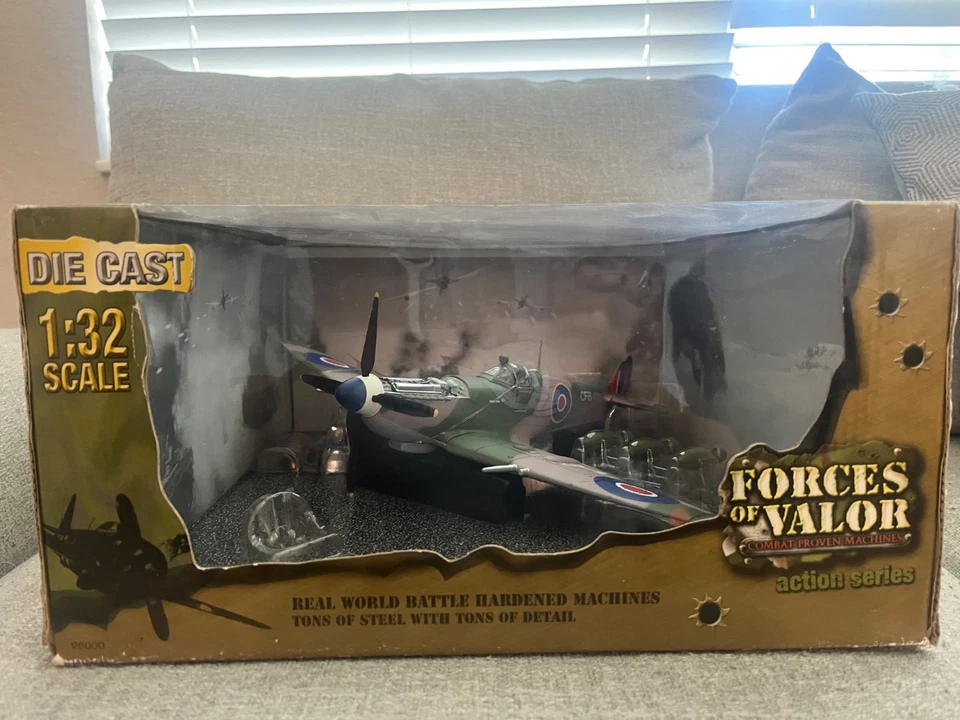 DIE CAST
1:32
SCALE
CFB
FORCES
OF VALOR
COMBAT PROVEN MACHINES
action series
REAL WORLD BATTLE HARDENED MACHINES
TONS OF STEEL WITH TONS OF DETAIL